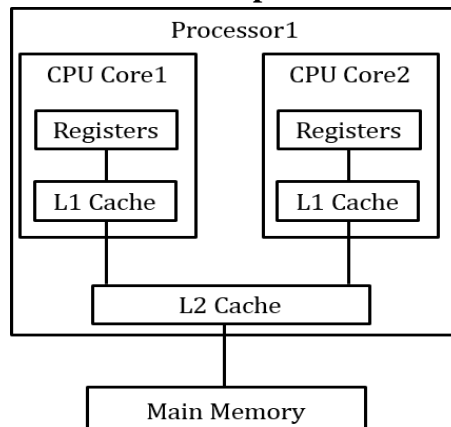 Processor1
CPU Core1
CPU Core2
Registers
Registers
L1 Cache
L1 Cache
L2 Cache
Main Memory